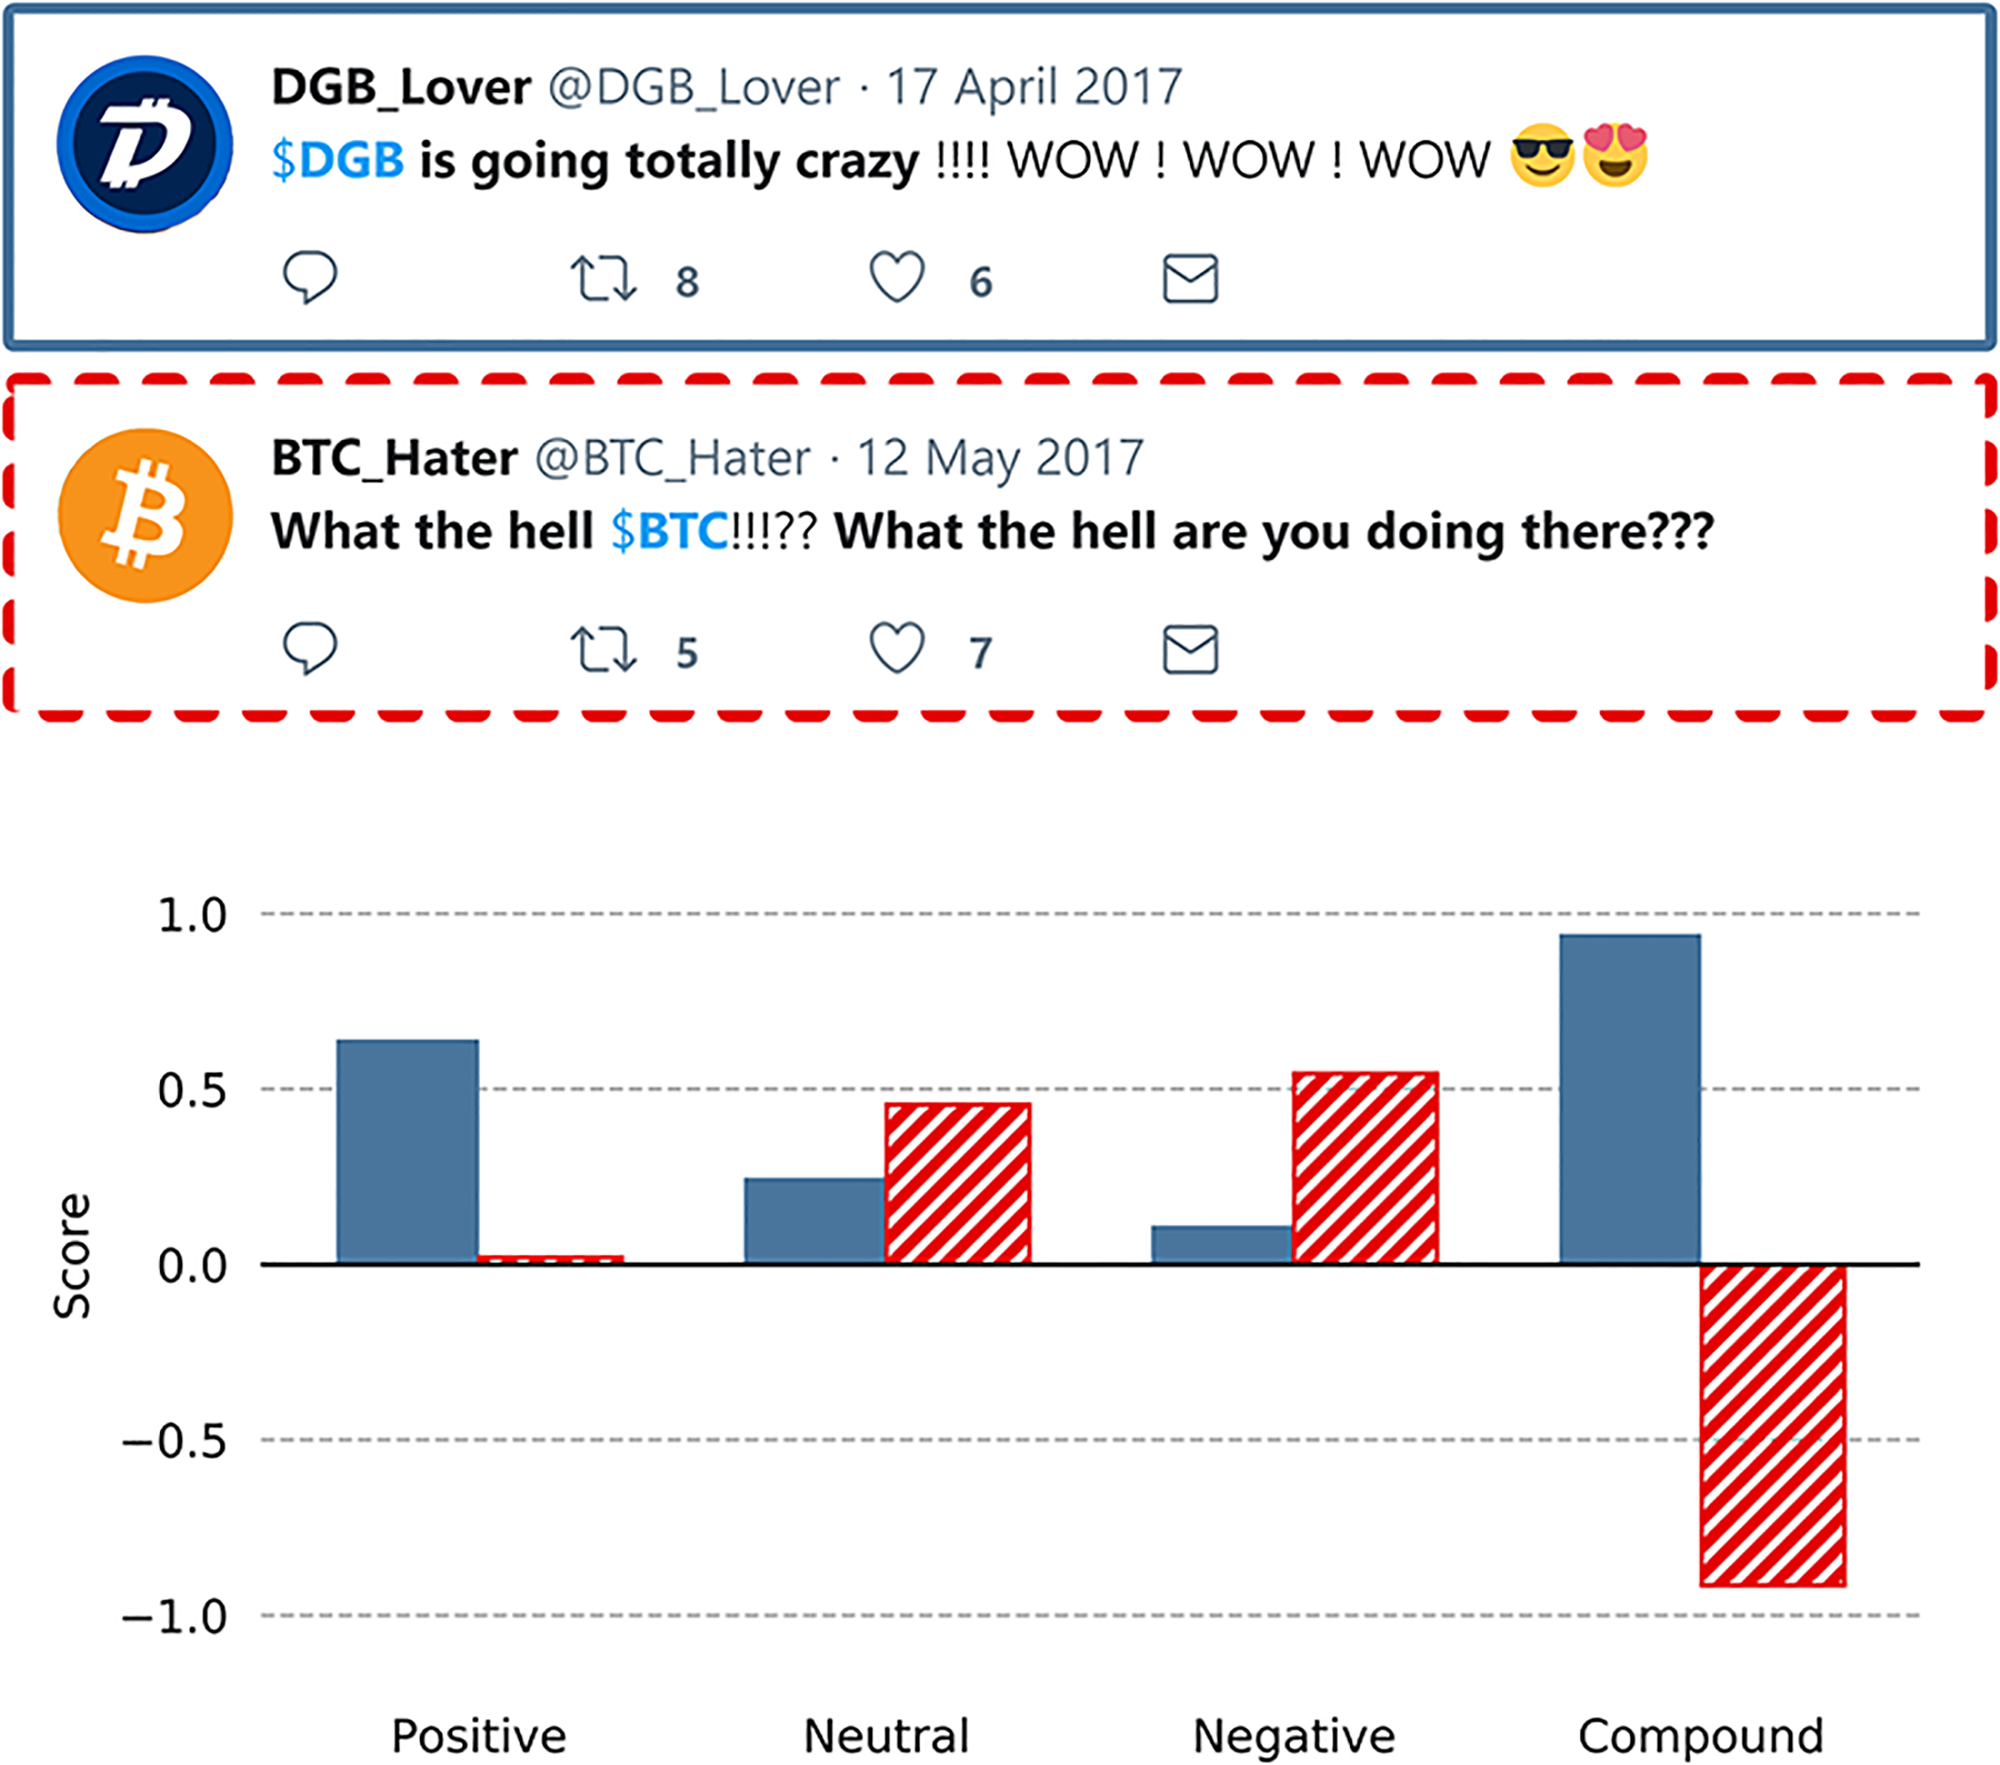 DGB_Lover @DGB_Lover · 17 April 2017
$DGB is going totally crazy !!!! WOW ! WOW ! WOW 😎😍
8 6
BTC_Hater @BTC_Hater · 12 May 2017
What the hell $BTC!!!?? What the hell are you doing there???
5 7
1.0
0.5
0.0
−0.5
−1.0
Score
Positive Neutral Negative Compound